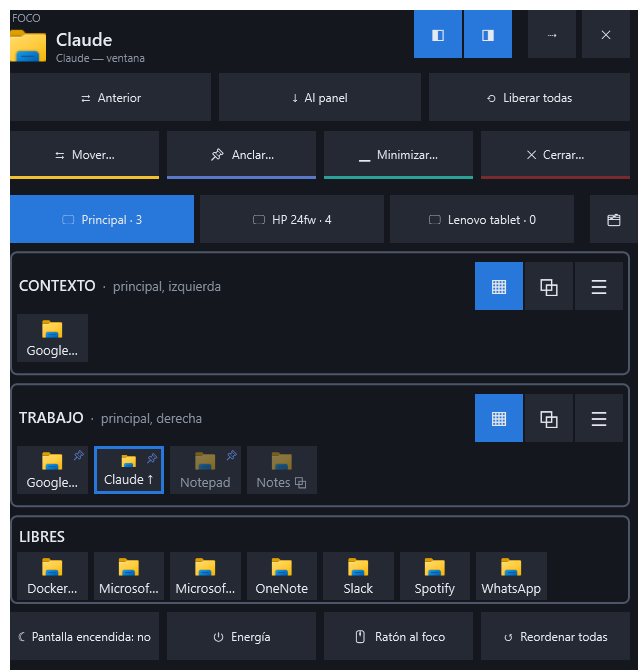 FOCO
Claude
Claude — ventana
Anterior
Al panel
Liberar todas
Mover...
Anclar...
Minimizar...
Cerrar...
Principal · 3
HP 24fw · 4
Lenovo tablet · 0
CONTEXTO · principal, izquierda
Google...
TRABAJO · principal, derecha
Google...
Claude ↑
Notepad
Notes
LIBRES
Docker...
Microsof...
Microsof...
OneNote
Slack
Spotify
WhatsApp
Pantalla encendida: no
Energía
Ratón al foco
Reordenar todas